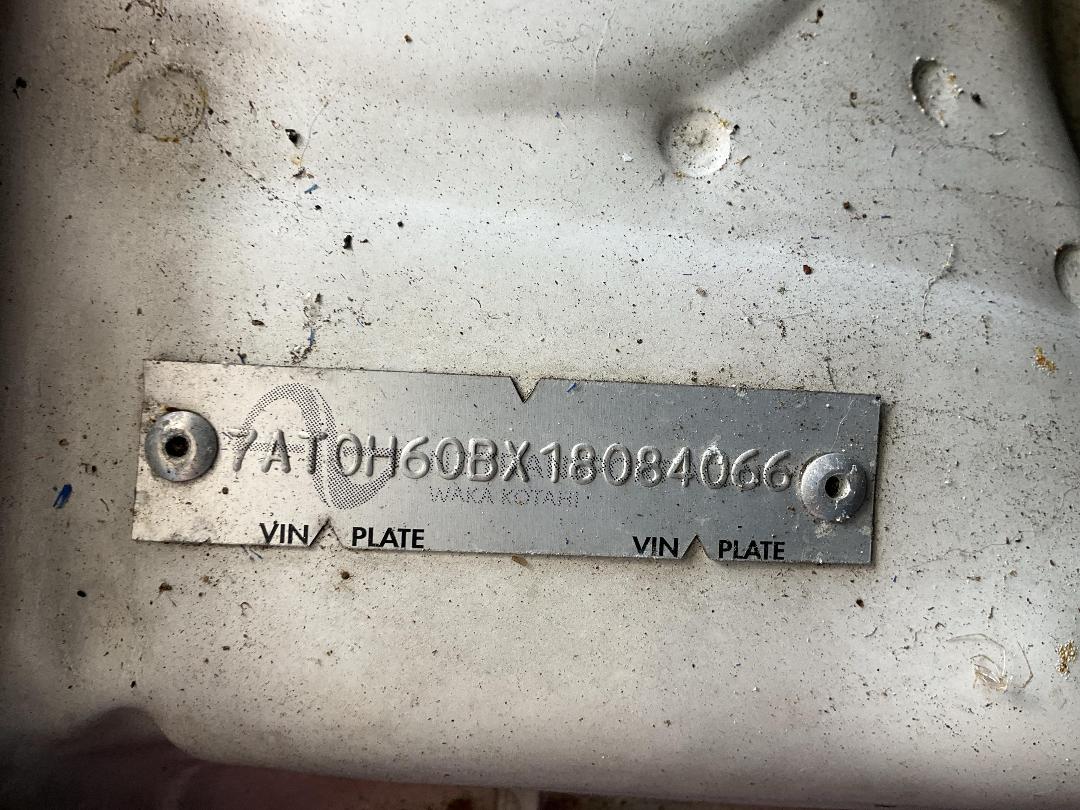 7AT0H60BX18084066
WAKA KOTAHI
VIN PLATE VIN PLATE